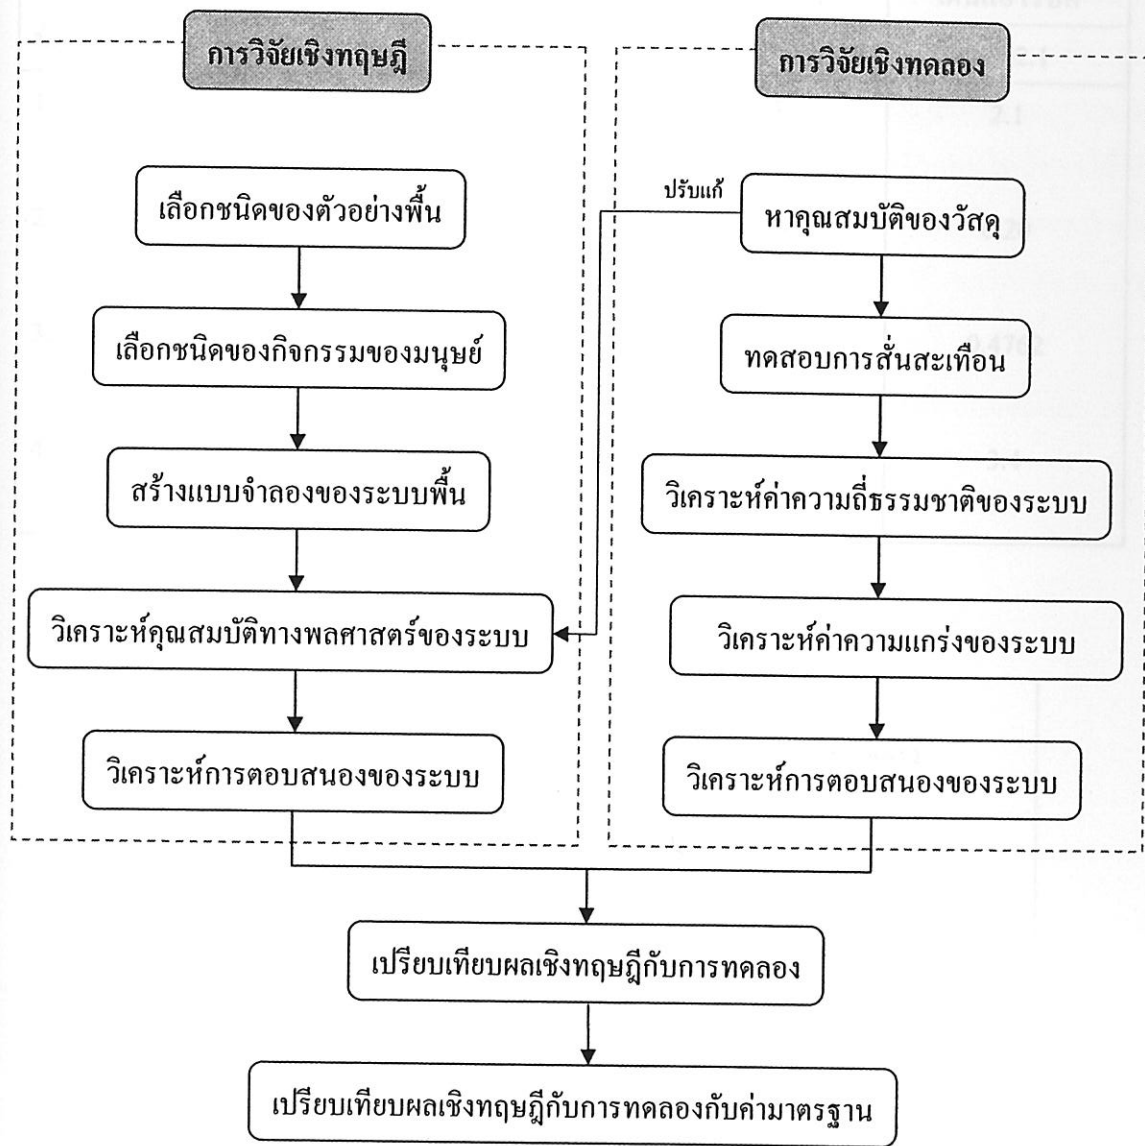 การวิจัยเชิงทฤษฎี
เลือกชนิดของตัวอย่างพื้น
เลือกชนิดของกิจกรรมของมนุษย์
สร้างแบบจำลองของระบบพื้น
วิเคราะห์คุณสมบัติทางพลศาสตร์ของระบบ
วิเคราะห์การตอบสนองของระบบ
การวิจัยเชิงทดลอง
ปรับแก้
หาคุณสมบัติของวัสดุ
ทดสอบการสั่นสะเทือน
วิเคราะห์ค่าความถี่ธรรมชาติของระบบ
วิเคราะห์ค่าความแกร่งของระบบ
วิเคราะห์การตอบสนองของระบบ
เปรียบเทียบผลเชิงทฤษฎีกับการทดลอง
เปรียบเทียบผลเชิงทฤษฎีกับการทดลองกับค่ามาตรฐาน